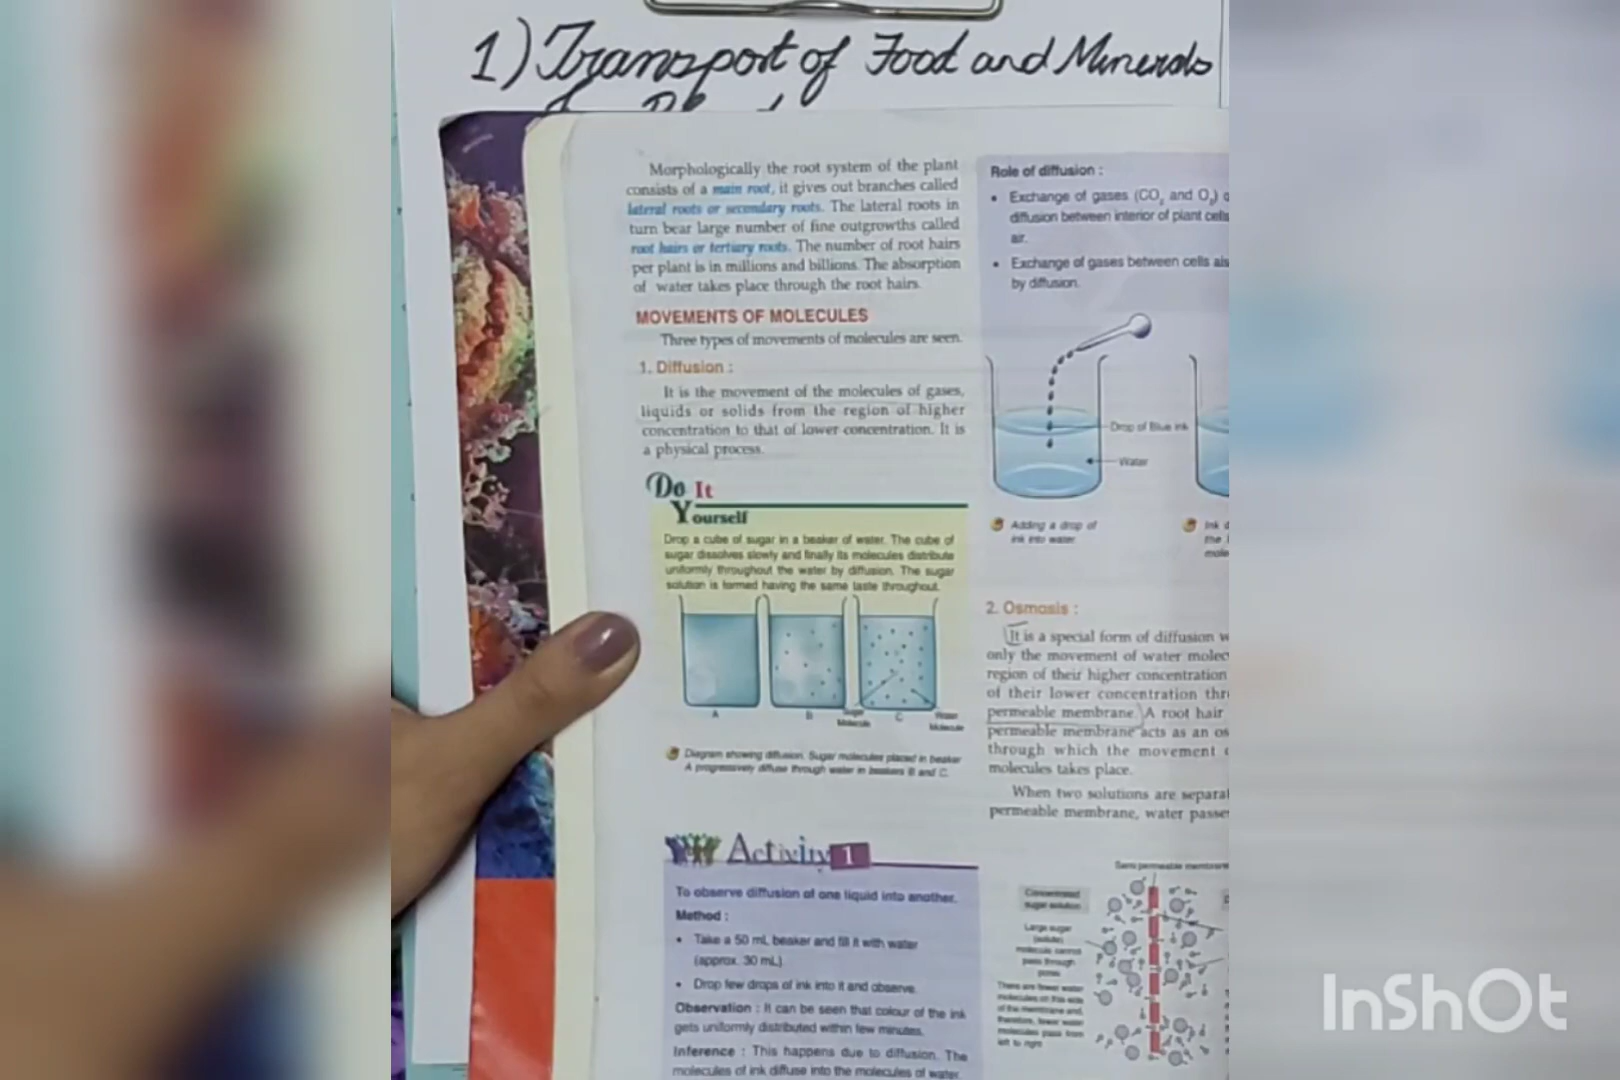 1) Transport of Food and Minerals
Morphologically the root system of the plant
consists of a main root, it gives out branches called
lateral roots or secondary roots. The lateral roots in
turn bear large number of fine outgrowths called
root hairs or tertiary roots. The number of root hairs
per plant is in millions and billions. The absorption
of water takes place through the root hairs.
MOVEMENTS OF MOLECULES
Three types of movements of molecules are seen.
1. Diffusion :
It is the movement of the molecules of gases,
liquids or solids from the region of higher
concentration to that of lower concentration. It is
a physical process.
Do It
Yourself
Drop a cube of sugar in a beaker of water. The cube of
sugar dissolves slowly and finally its molecules distribute
uniformly throughout the water by diffusion. The sugar
solution is formed having the same taste throughout.
A
B
Sugar
Molecule
C
Water
Molecule
Diagram showing diffusion. Sugar molecules placed in beaker
A progressively diffuse through water in beakers B and C.
Activity 1
To observe diffusion of one liquid into another.
Method :
• Take a 50 mL beaker and fill it with water
(approx. 30 mL)
• Drop few drops of ink into it and observe.
Observation : It can be seen that colour of the ink
gets uniformly distributed within few minutes.
Inference : This happens due to diffusion. The
molecules of ink diffuse into the molecules of water.
Role of diffusion :
• Exchange of gases (CO2 and O2)
diffusion between interior of plant cells
air.
• Exchange of gases between cells
by diffusion.
Drop of Blue ink
Water
Adding a drop of
ink into water
Ink
the
2. Osmosis :
It is a special form of diffusion
only the movement of water
region of their higher concentration
of their lower concentration
permeable membrane. A root hair
permeable membrane acts as an
through which the movement
molecules takes place.
When two solutions are
permeable membrane, water
Semi permeable membrane
Concentrated
sugar solution
Large sugar
(solute)
molecule cannot
pass through
pores
There are fewer water
molecules on this side
of the membrane and,
therefore, fewer water
molecules pass from
left to right
InShOt